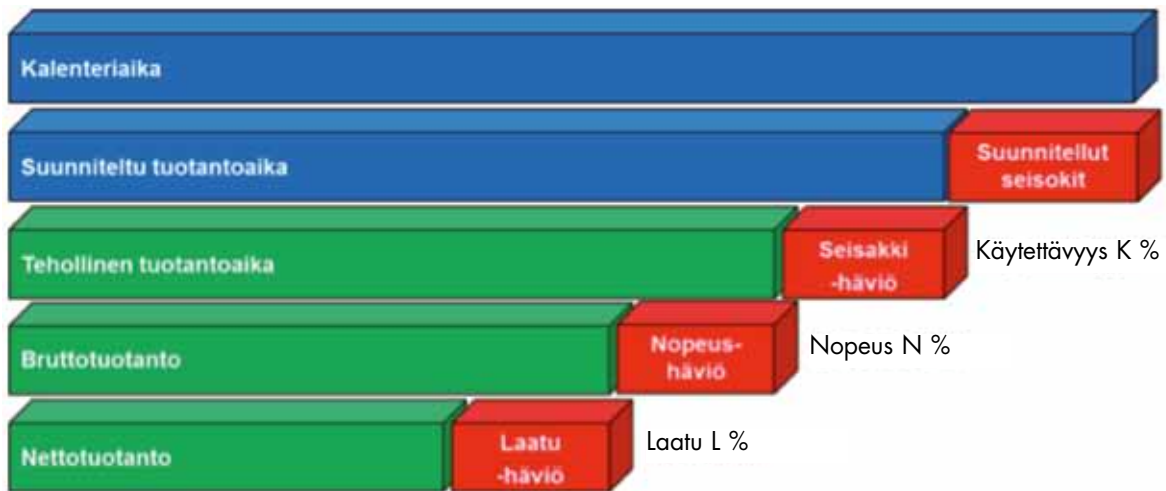 Kalenteriaika
Suunniteltu tuotantoaika
Suunnitellut
seisokit
Tehollinen tuotantoaika
Seisakki
-häviö
Käytettävyys K %
Bruttotuotanto
Nopeus-
häviö
Nopeus N %
Nettotuotanto
Laatu
-häviö
Laatu L %